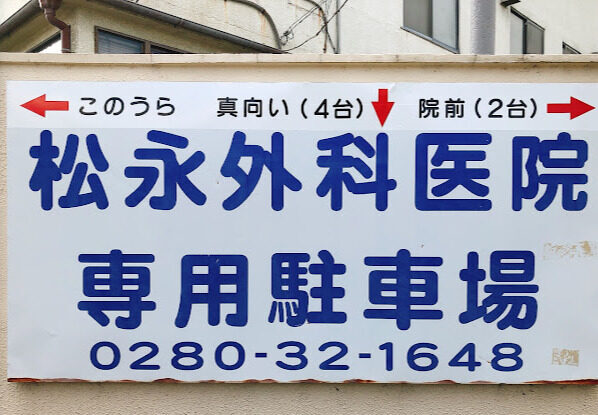 ← このうら 真向い(4台) ↓ 院前(2台) →
松永外科医院
専用駐車場
0280-32-1648